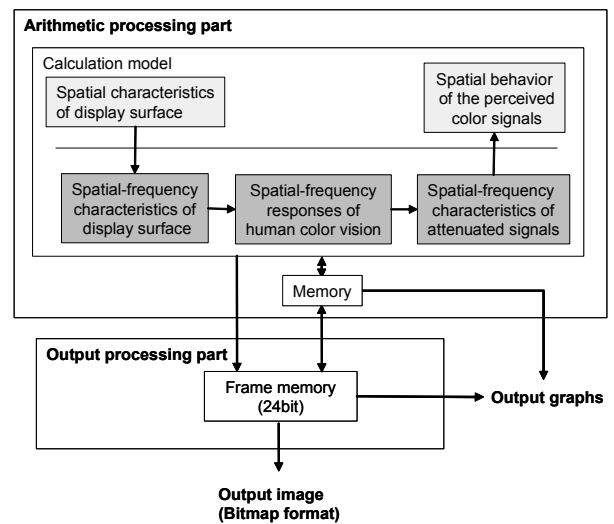 Arithmetic processing part
Calculation model
Spatial characteristics
of display surface
Spatial behavior
of the perceived
color signals
Spatial-frequency
characteristics of
display surface
Spatial-frequency
responses of
human color vision
Spatial-frequency
characteristics of
attenuated signals
Memory
Output processing part
Frame memory
(24bit)
Output graphs
Output image
(Bitmap format)